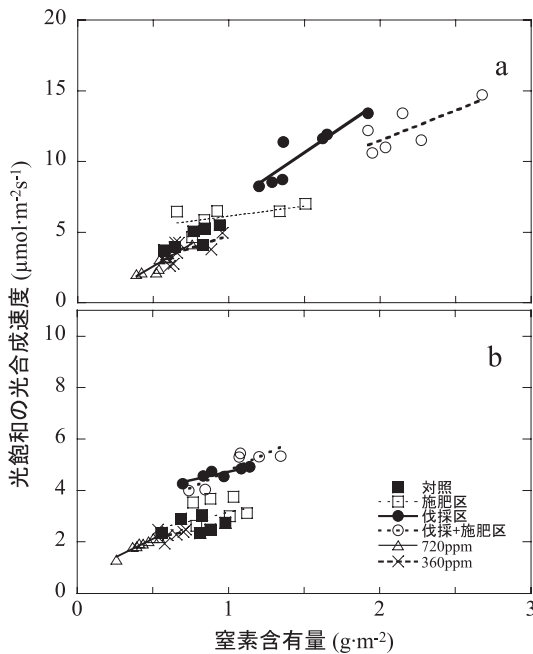 光飽和の光合成速度 (μmol·m-2s-1)
20
15
10
5
0
a
10
8
6
4
2
0
b
対照
施肥区
伐採区
伐採+施肥区
720ppm
360ppm
0
1
2
3
窒素含有量 (g·m-2)